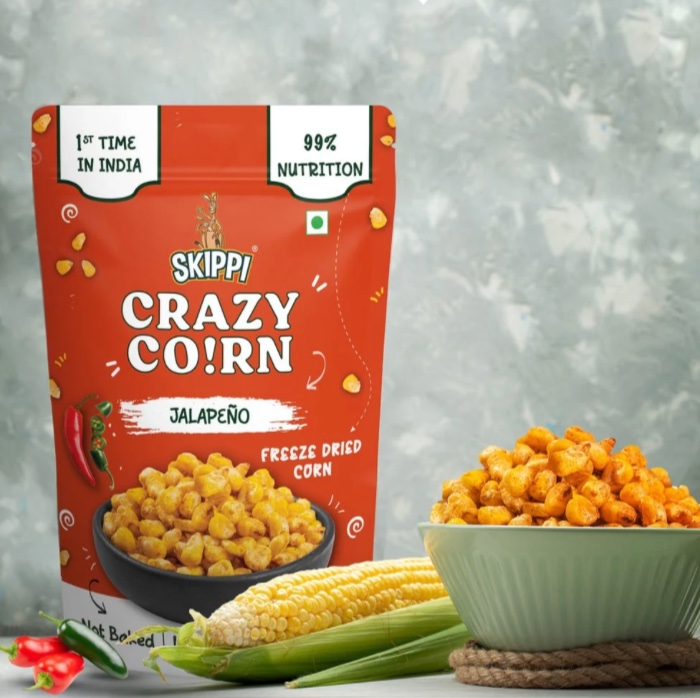 1ST TIME
IN INDIA
99%
NUTRITION
SKIPPI®
CRAZY
CO!RN
JALAPEÑO
FREEZE DRIED
CORN
Not Baked |